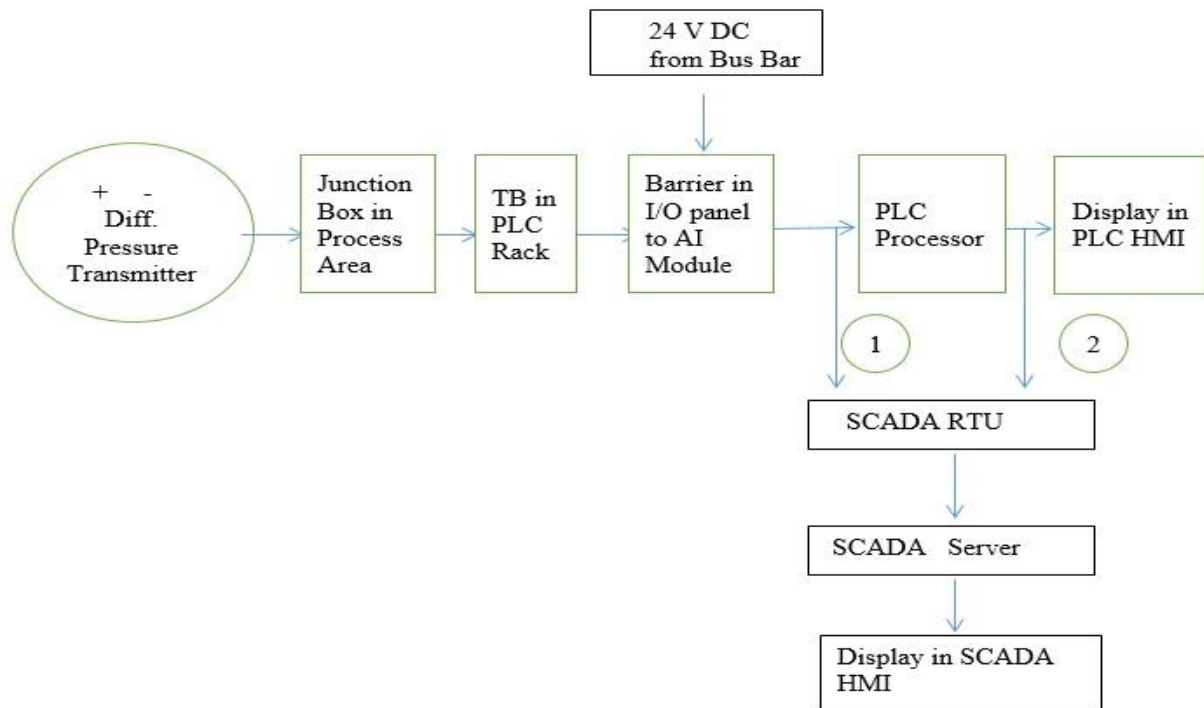 24 V DC
from Bus Bar
+ -
Diff.
Pressure
Transmitter
Junction
Box in
Process
Area
TB in
PLC
Rack
Barrier in
I/O panel
to AI
Module
PLC
Processor
Display in
PLC HMI
1
2
SCADA RTU
SCADA Server
Display in SCADA
HMI